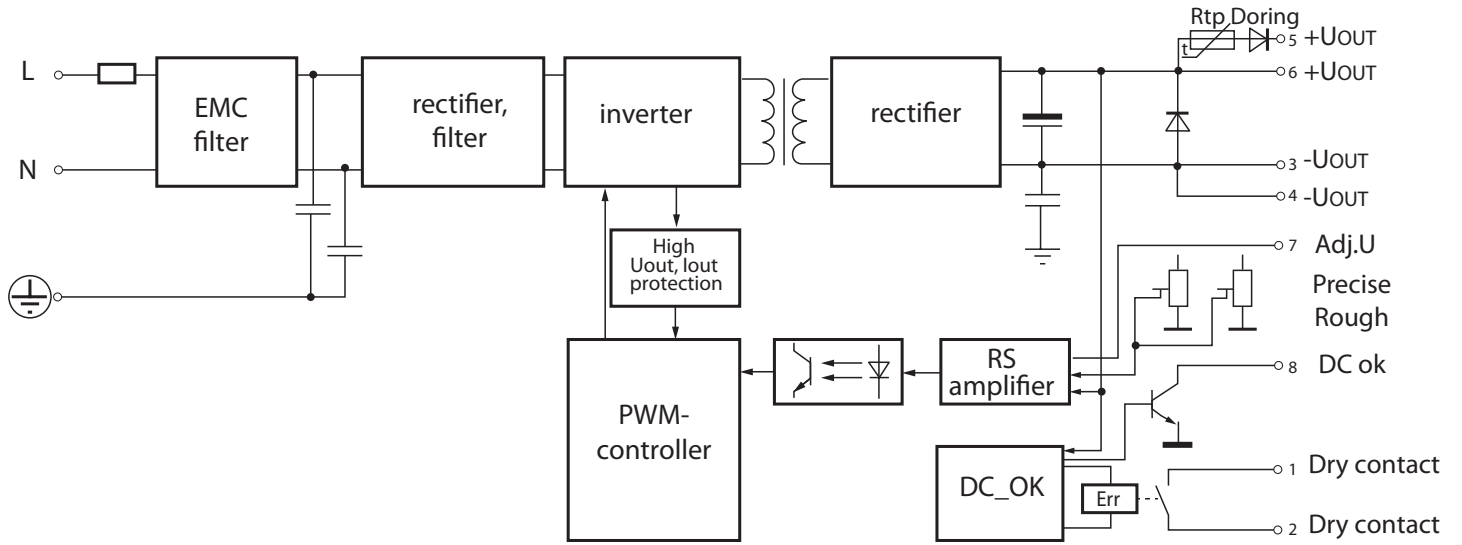 Rtp Doring
t
5 +UOUT
L
EMC
filter
rectifier,
filter
inverter
rectifier
6 +UOUT
N
3 -UOUT
4 -UOUT
High
Uout, Iout
protection
7 Adj.U
Precise
Rough
PWM-
controller
RS
amplifier
8 DC ok
DC_OK
Err
1 Dry contact
2 Dry contact